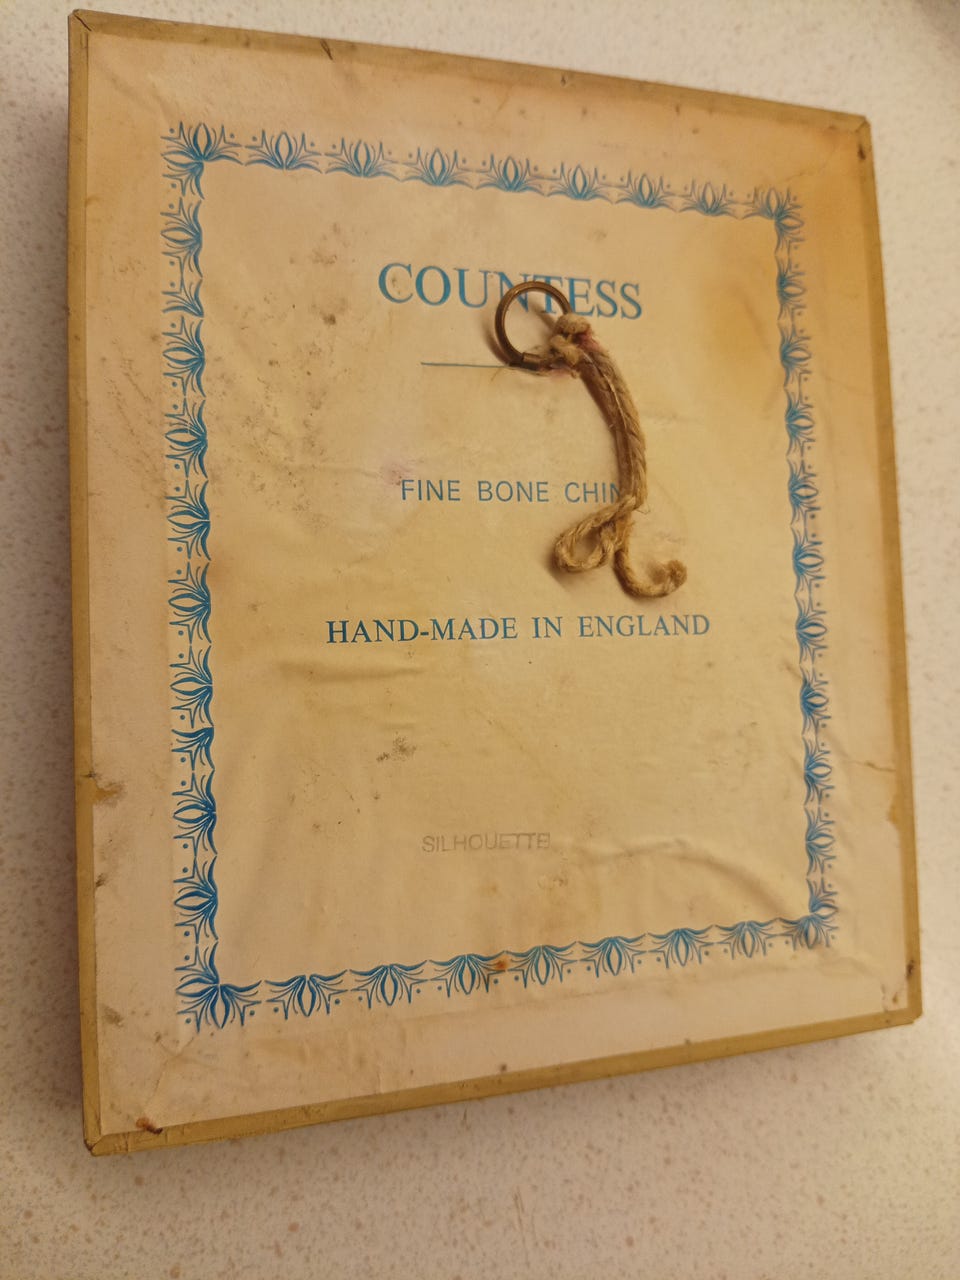 COUNTESS
FINE BONE CHIN
HAND-MADE IN ENGLAND
SILHOUETTE